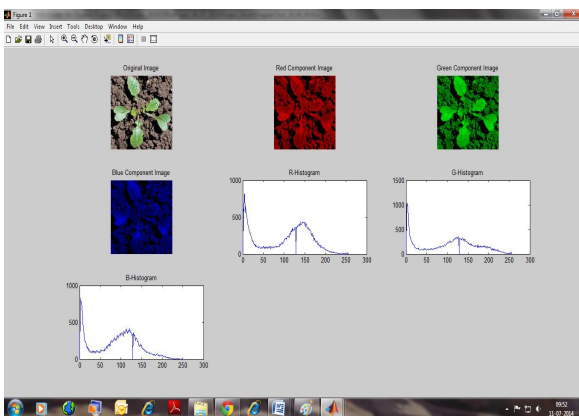 Figure 1
File Edit View Insert Tools Desktop Window Help
Original Image
Red Component Image
Green Component Image
Blue Component Image
R-Histogram
G-Histogram
1000
500
0
0 50 100 150 200 250 300
1500
1000
500
0
0 50 100 150 200 250 300
B-Histogram
1000
500
0
0 50 100 150 200 250 300
09:52
11-07-2014